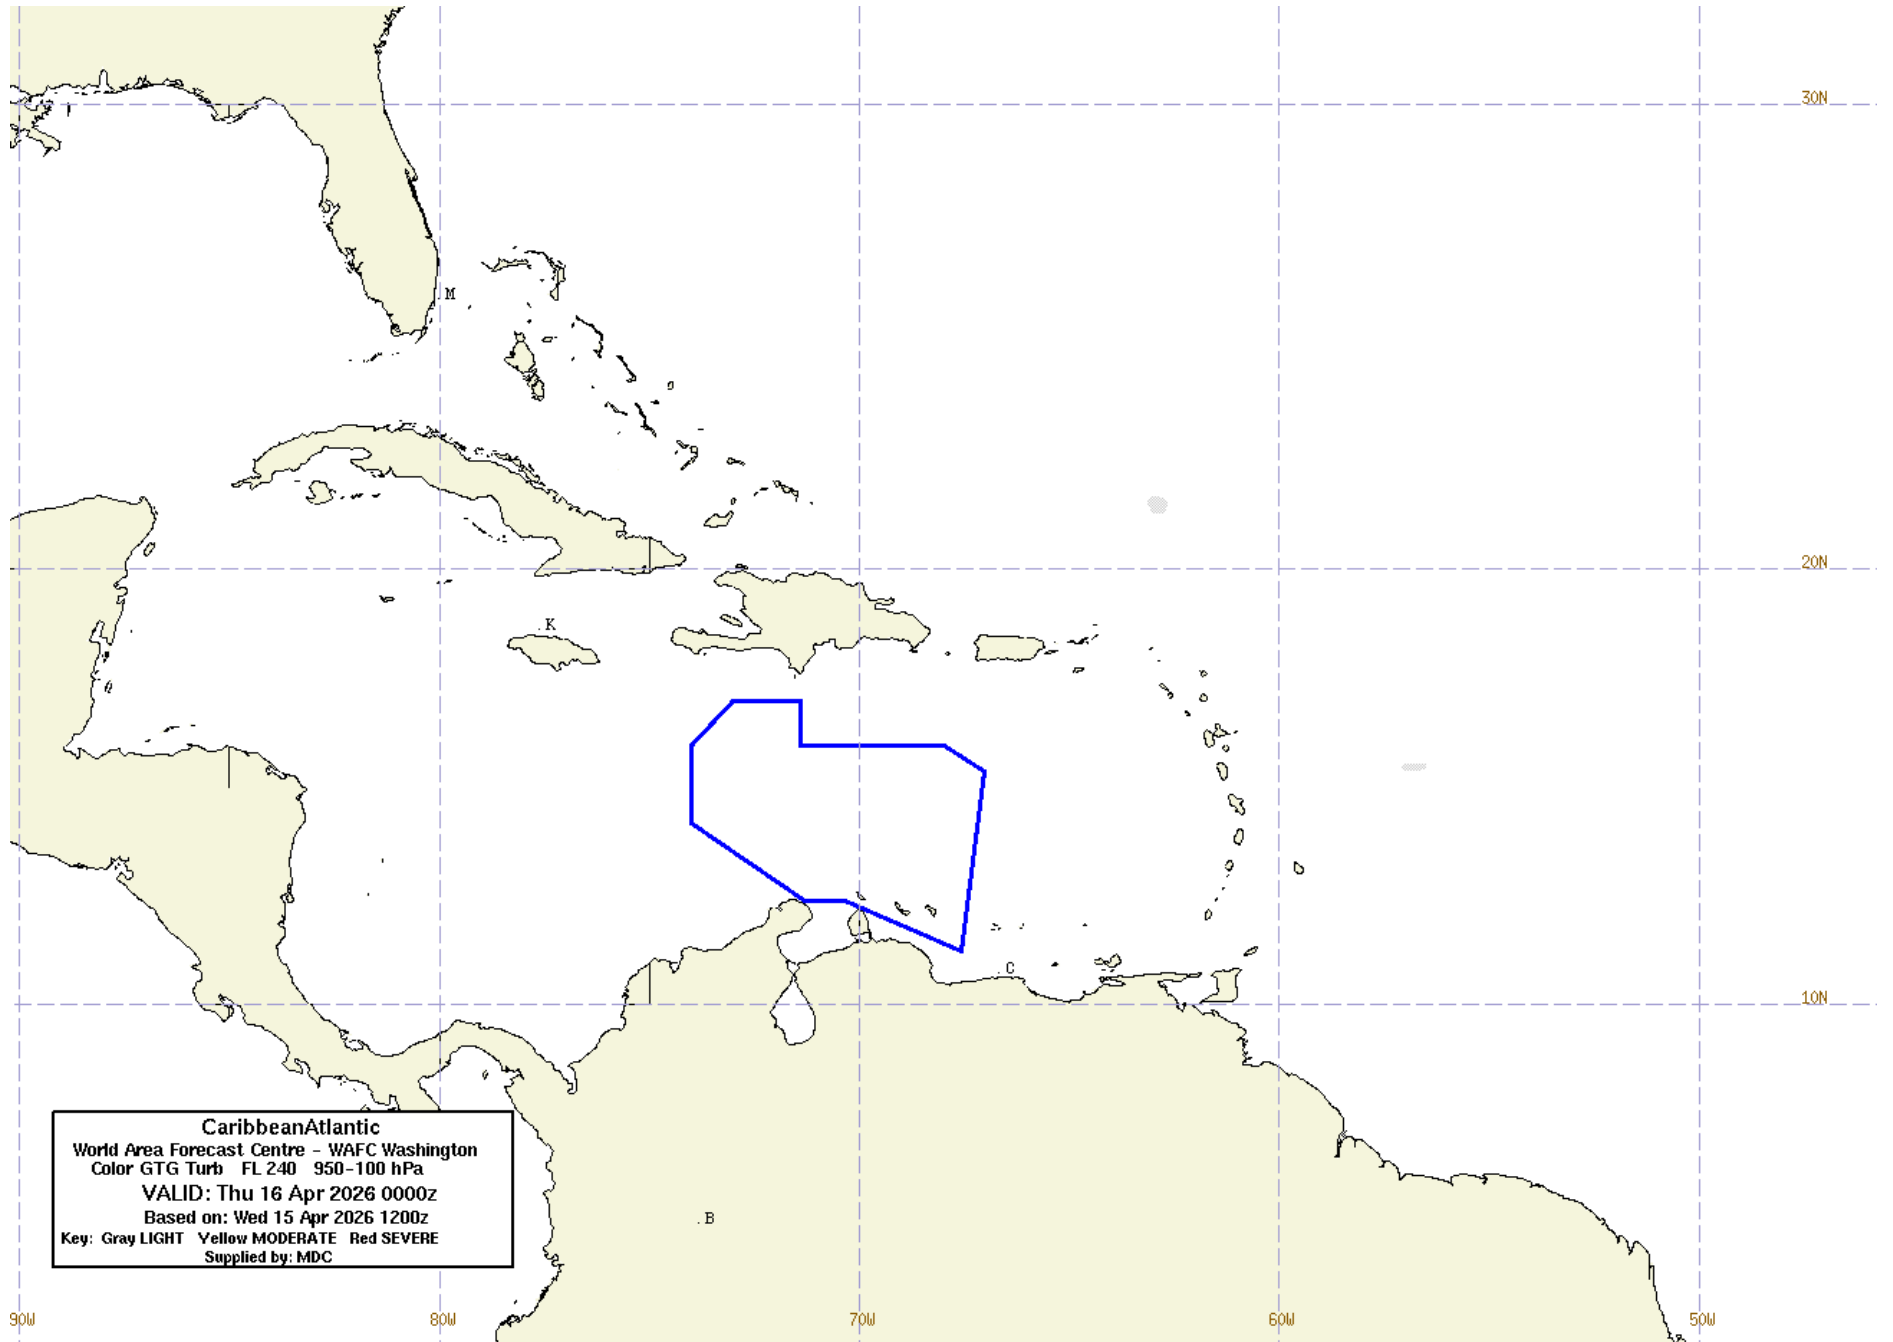 30N
.M
20N
.K
.C
10N
CaribbeanAtlantic
World Area Forecast Centre - WAFC Washington
Color GTG Turb FL 240 950-100 hPa
VALID: Thu 16 Apr 2026 0000z
Based on: Wed 15 Apr 2026 1200z
Key: Gray LIGHT Yellow MODERATE Red SEVERE
Supplied by: MDC
.B
90W 80W 70W 60W 50W